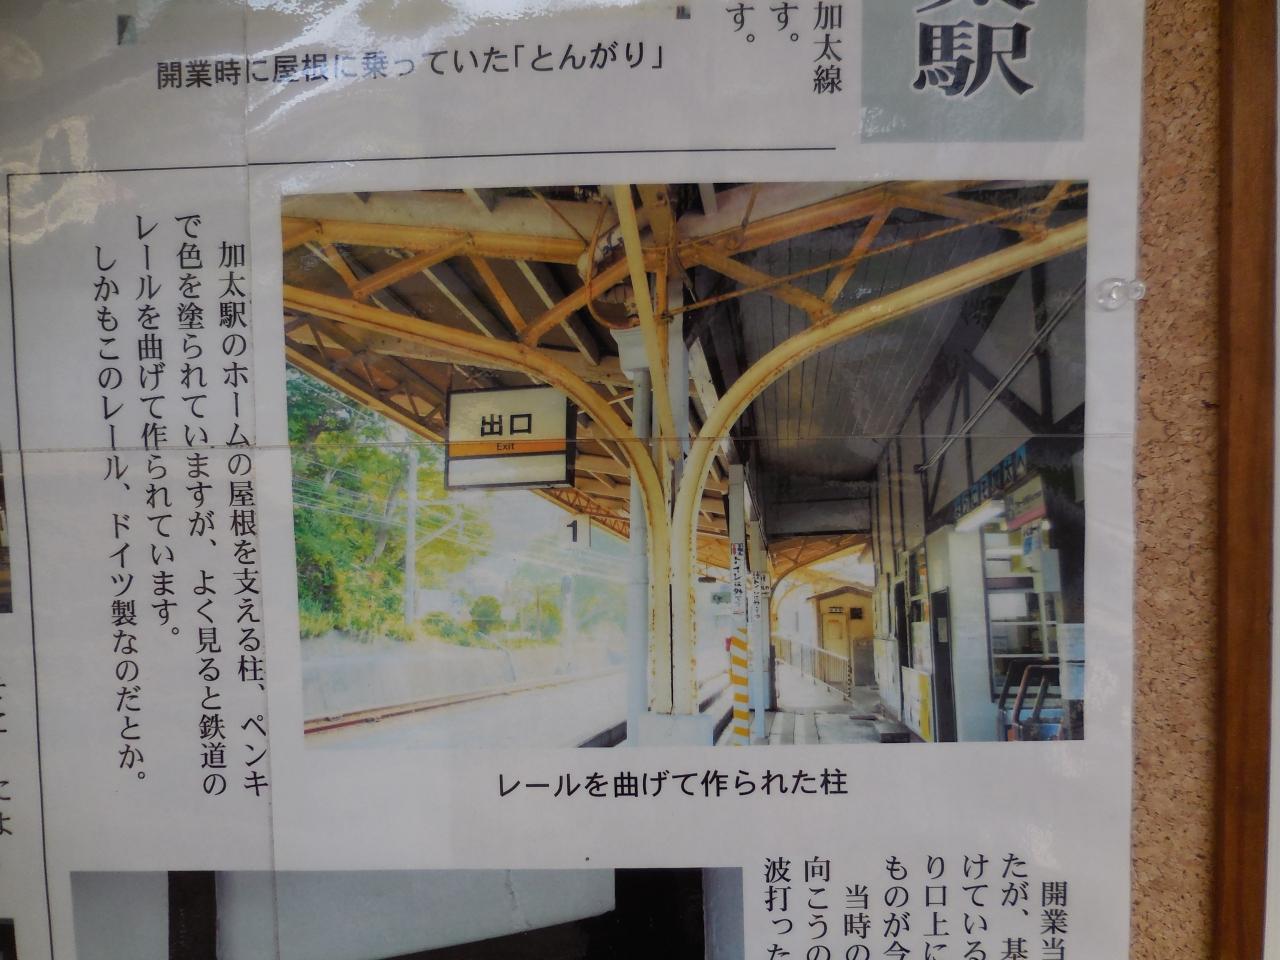 駅
加太線
す。
す。
開業時に屋根に乗っていた「とんがり」
出口
Exit
1
レールを曲げて作られた柱
加太駅のホームの屋根を支える柱、ペンキ
で色を塗られていますが、よく見ると鉄道の
レールを曲げて作られています。
しかもこのレール、ドイツ製なのだとか。
開業当
たが、基
けている
り口上に
ものが今
当時の
向こうの
波打った